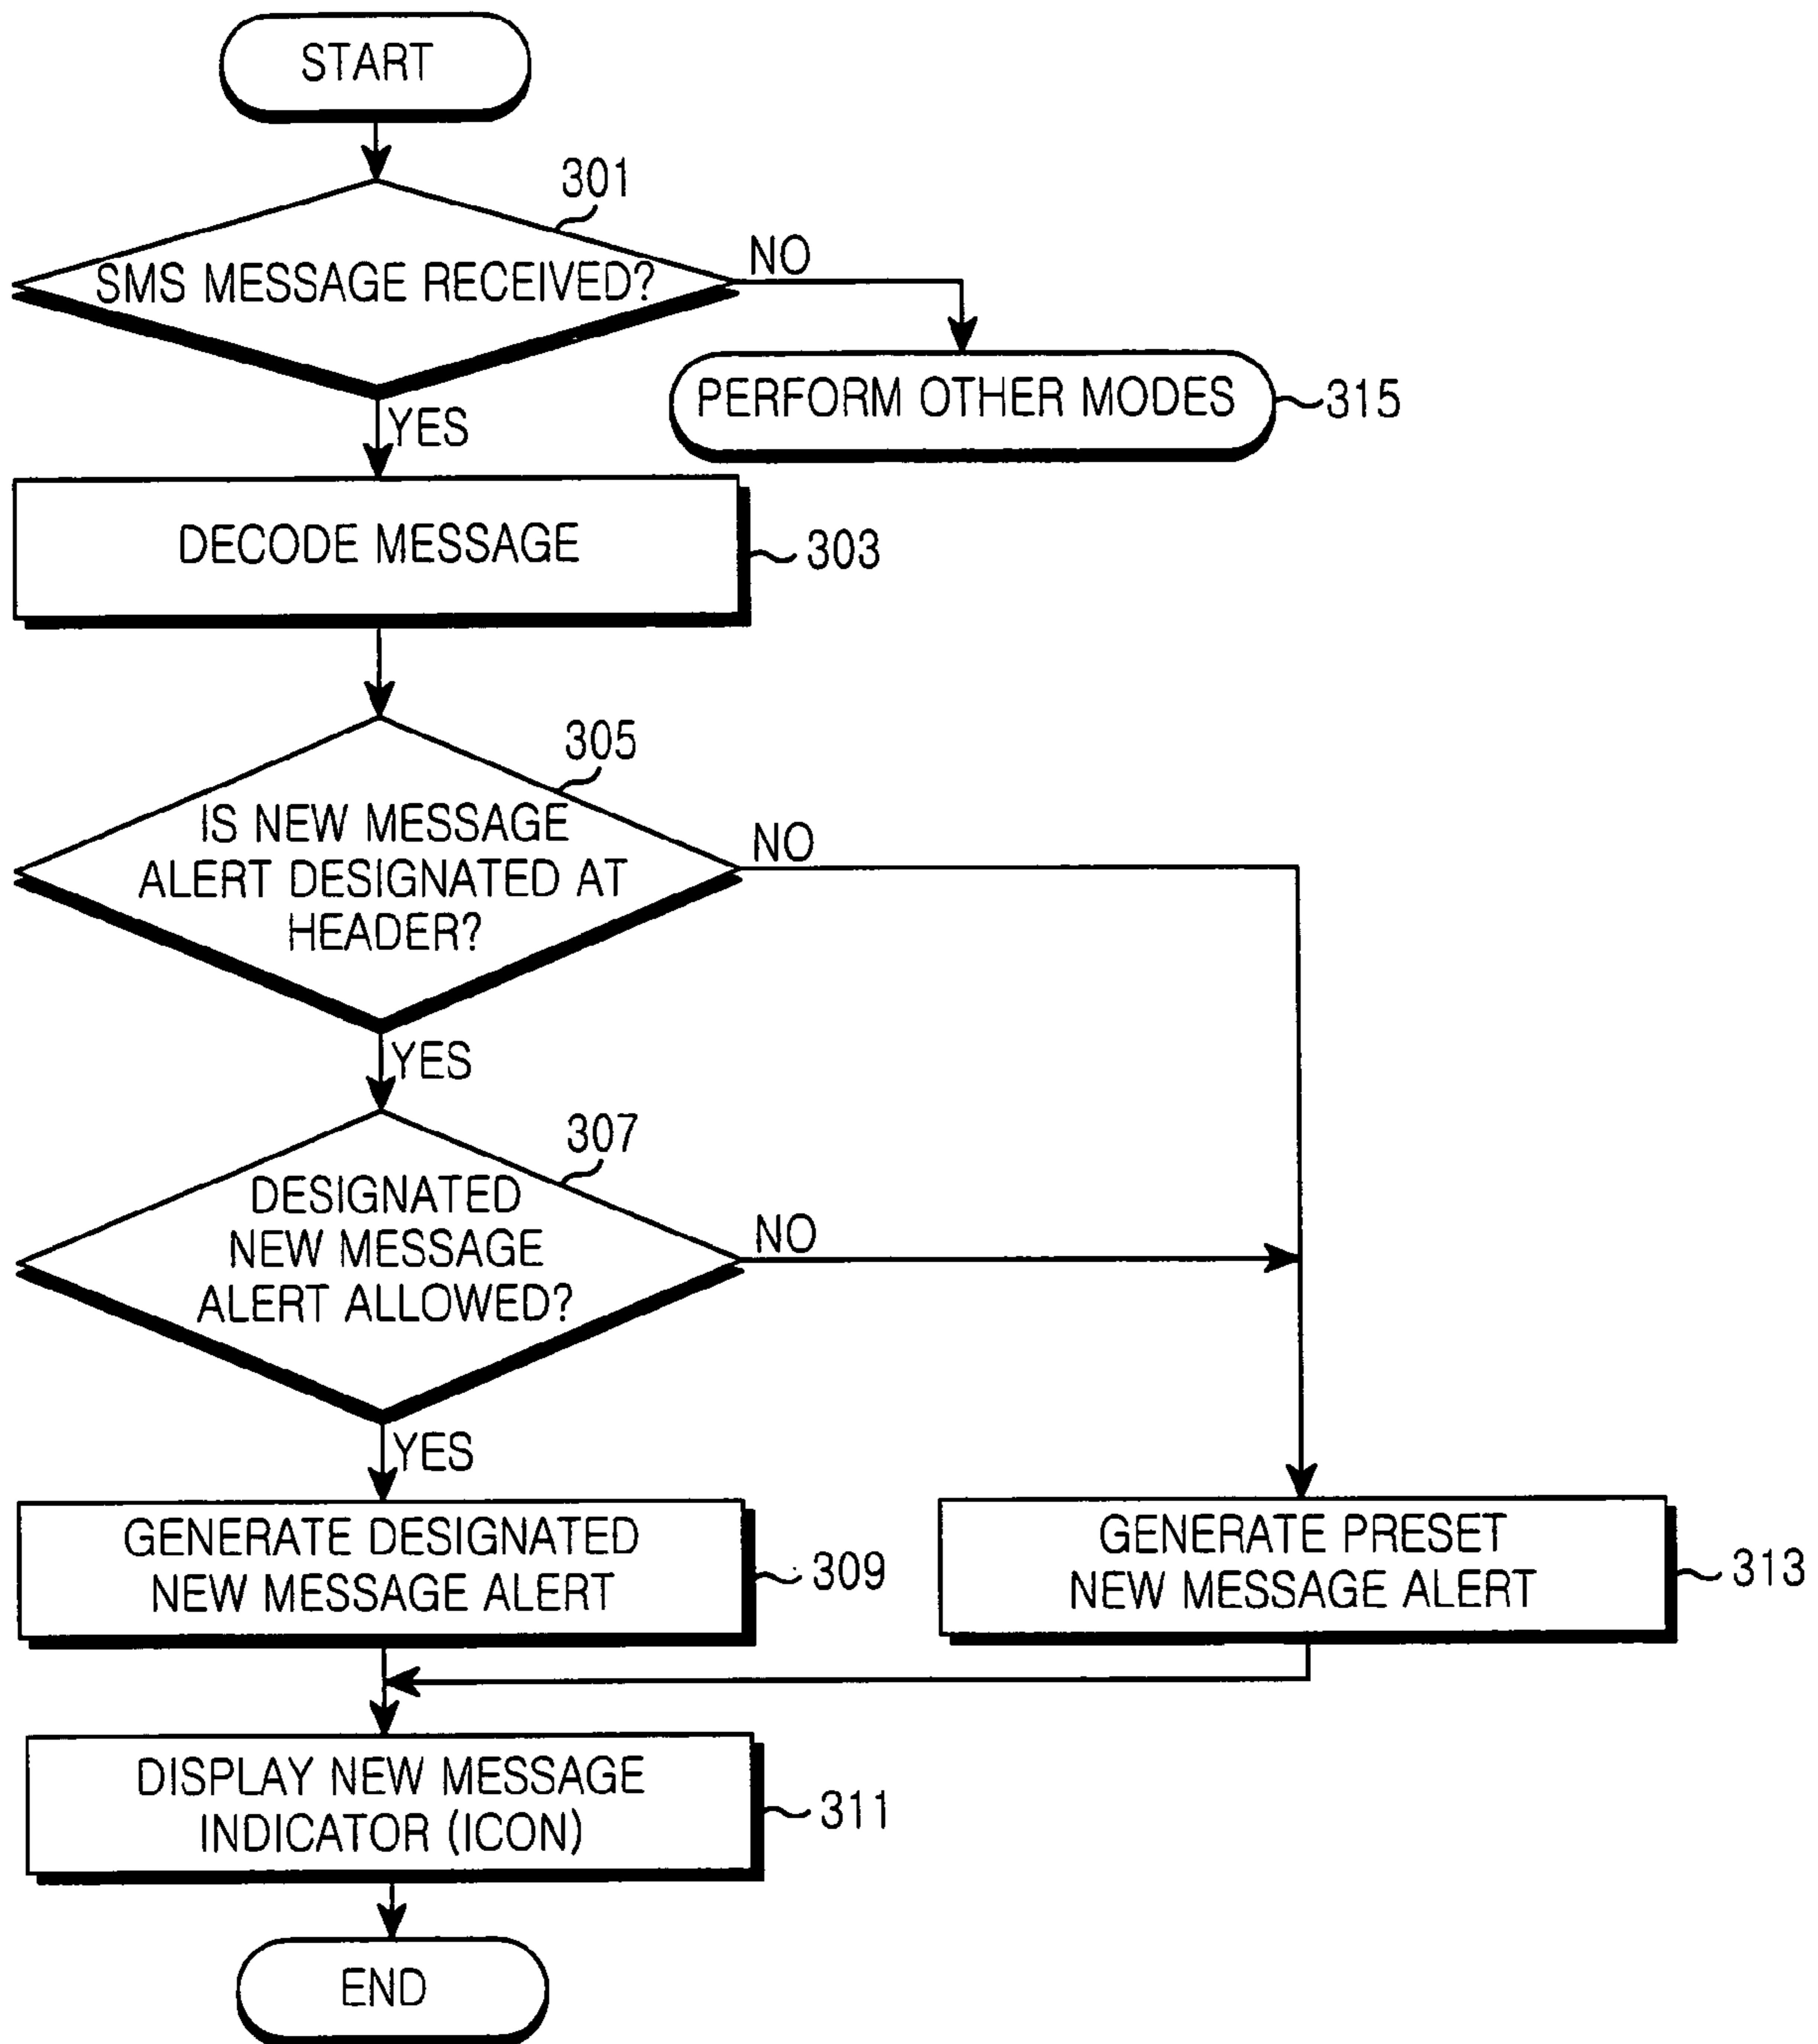 START
301
SMS MESSAGE RECEIVED?
NO
PERFORM OTHER MODES
315
YES
DECODE MESSAGE
303
305
IS NEW MESSAGE
ALERT DESIGNATED AT
HEADER?
NO
YES
307
DESIGNATED
NEW MESSAGE
ALERT ALLOWED?
NO
YES
GENERATE DESIGNATED
NEW MESSAGE ALERT
309
GENERATE PRESET
NEW MESSAGE ALERT
313
DISPLAY NEW MESSAGE
INDICATOR (ICON)
311
END